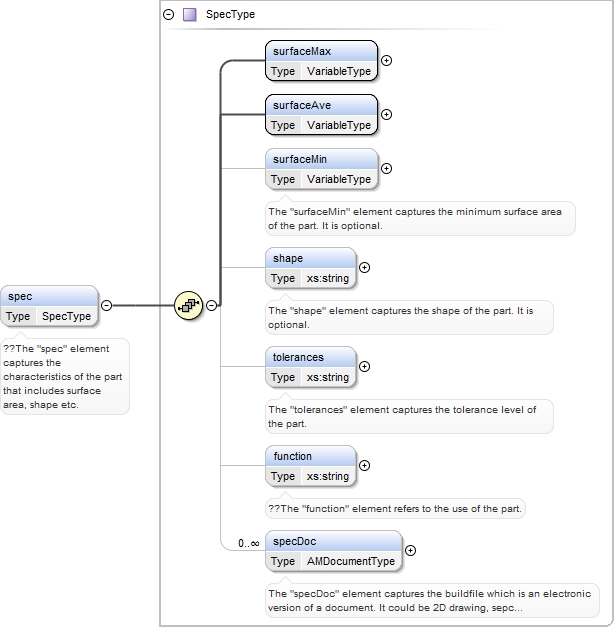 SpecType
surfaceMax
Type VariableType
surfaceAve
Type VariableType
surfaceMin
Type VariableType
The "surfaceMin" element captures the minimum surface area
of the part. It is optional.
shape
Type xs:string
The "shape" element captures the shape of the part. It is
optional.
spec
Type SpecType
??The "spec" element
captures the
characteristics of the part
that includes surface
area, shape etc.
tolerances
Type xs:string
The "tolerances" element captures the tolerance level of
the part.
function
Type xs:string
??The "function" element refers to the use of the part.
0..∞
specDoc
Type AMDocumentType
The "specDoc" element captures the buildfile which is an electronic
version of a document. It could be 2D drawing, sepc...